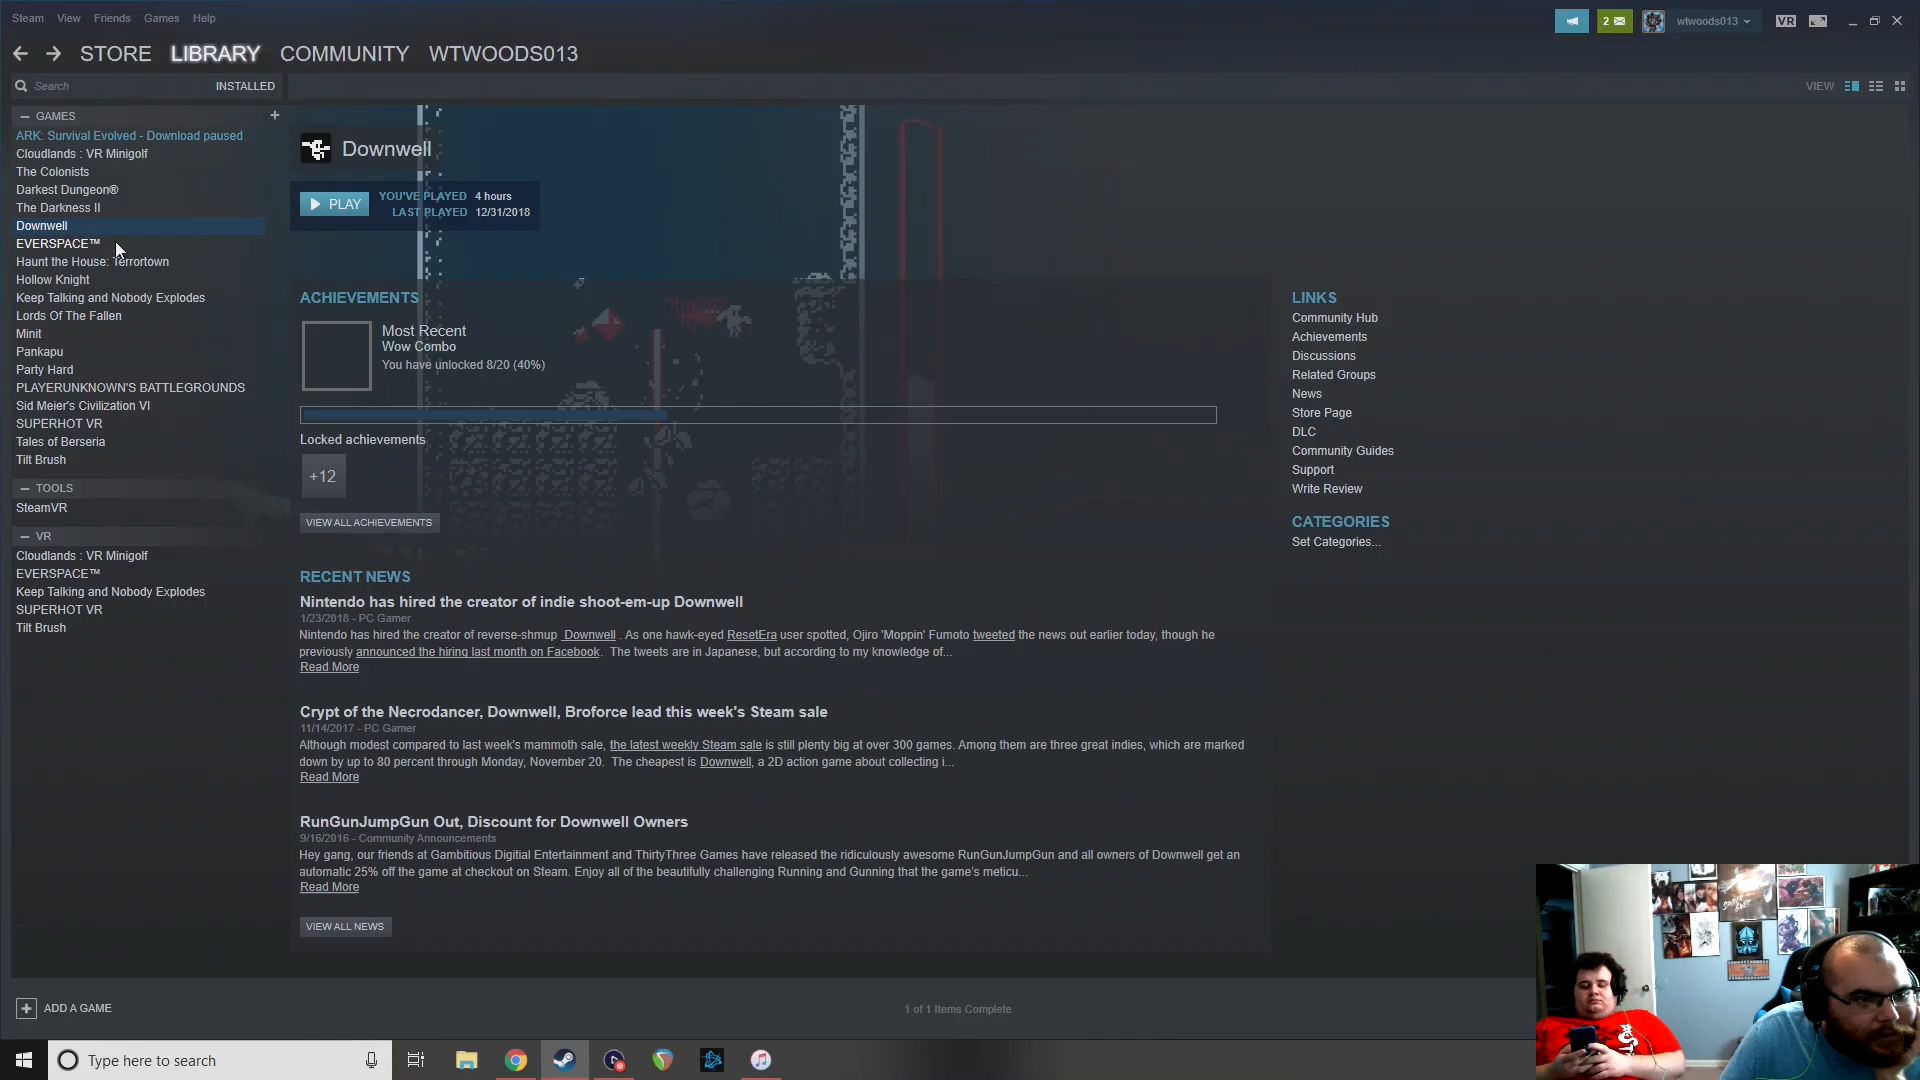 Steam View Friends Games Help
2
wtwoods013
VR
STORE LIBRARY COMMUNITY WTWOODS013
Search
INSTALLED
VIEW
GAMES
ARK: Survival Evolved - Download paused
Cloudlands : VR Minigolf
The Colonists
Darkest Dungeon®
The Darkness II
Downwell
EVERSPACE™
Haunt the House: Terrortown
Hollow Knight
Keep Talking and Nobody Explodes
Lords Of The Fallen
Minit
Pankapu
Party Hard
PLAYERUNKNOWN'S BATTLEGROUNDS
Sid Meier's Civilization VI
SUPERHOT VR
Tales of Berseria
Tilt Brush
TOOLS
SteamVR
VR
Cloudlands : VR Minigolf
EVERSPACE™
Keep Talking and Nobody Explodes
SUPERHOT VR
Tilt Brush
Downwell
PLAY
YOU'VE PLAYED 4 hours
LAST PLAYED 12/31/2018
ACHIEVEMENTS
Most Recent
Wow Combo
You have unlocked 8/20 (40%)
Locked achievements
+12
VIEW ALL ACHIEVEMENTS
RECENT NEWS
Nintendo has hired the creator of indie shoot-em-up Downwell
1/23/2018 - PC Gamer
Nintendo has hired the creator of reverse-shmup Downwell . As one hawk-eyed ResetEra user spotted, Ojiro 'Moppin' Fumoto tweeted the news out earlier today, though he
previously announced the hiring last month on Facebook. The tweets are in Japanese, but according to my knowledge of...
Read More
Crypt of the Necrodancer, Downwell, Broforce lead this week's Steam sale
11/14/2017 - PC Gamer
Although modest compared to last week's mammoth sale, the latest weekly Steam sale is still plenty big at over 300 games. Among them are three great indies, which are marked
down by up to 80 percent through Monday, November 20. The cheapest is Downwell, a 2D action game about collecting i...
Read More
RunGunJumpGun Out, Discount for Downwell Owners
9/16/2016 - Community Announcements
Hey gang, our friends at Gambitious Digitial Entertainment and ThirtyThree Games have released the ridiculously awesome RunGunJumpGun and all owners of Downwell get an
automatic 25% off the game at checkout on Steam. Enjoy all of the beautifully challenging Running and Gunning that the game's meticu...
Read More
VIEW ALL NEWS
LINKS
Community Hub
Achievements
Discussions
Related Groups
News
Store Page
DLC
Community Guides
Support
Write Review
CATEGORIES
Set Categories...
ADD A GAME
1 of 1 Items Complete
Type here to search